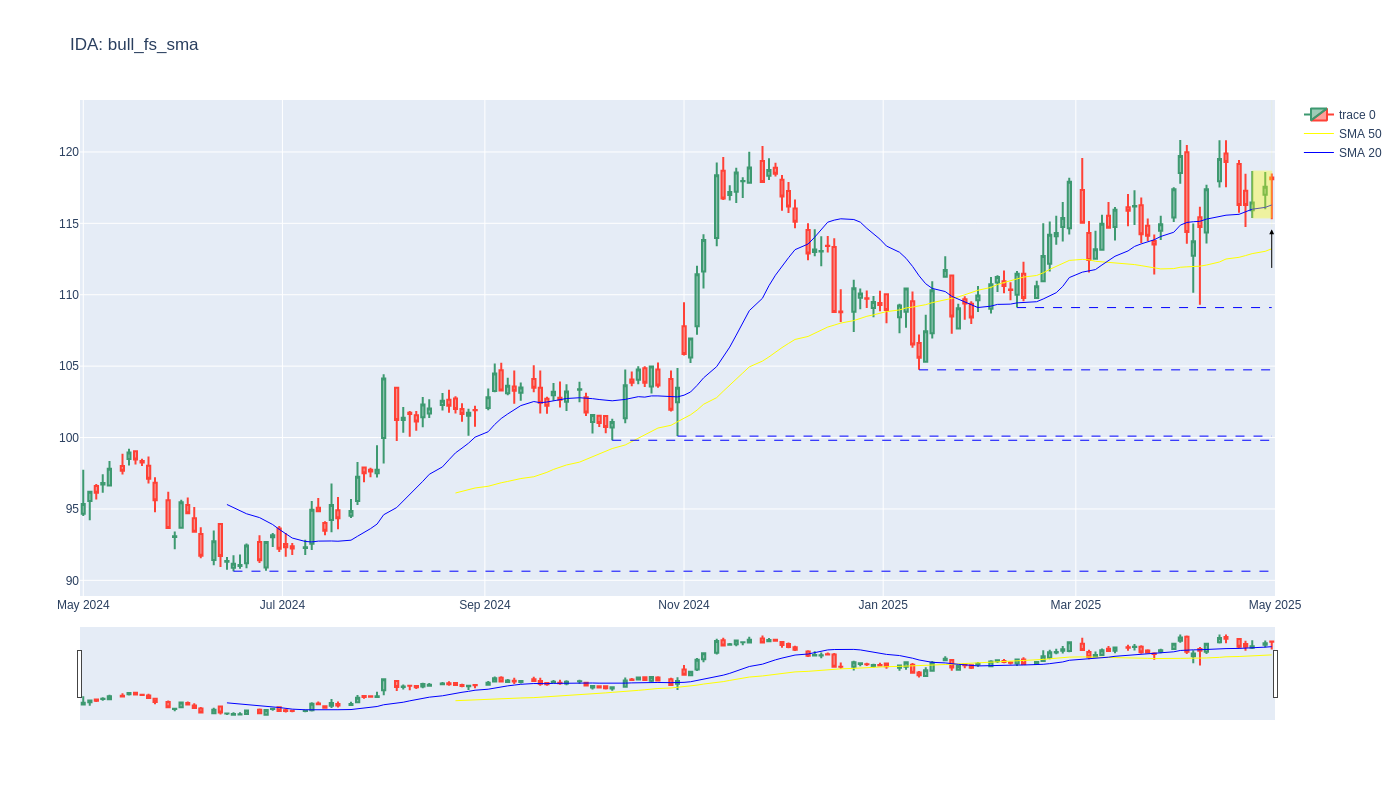 IDA: bull_fs_sma
trace 0
SMA 50
SMA 20
120
115
110
105
100
95
90
May 2024
Jul 2024
Sep 2024
Nov 2024
Jan 2025
Mar 2025
May 2025